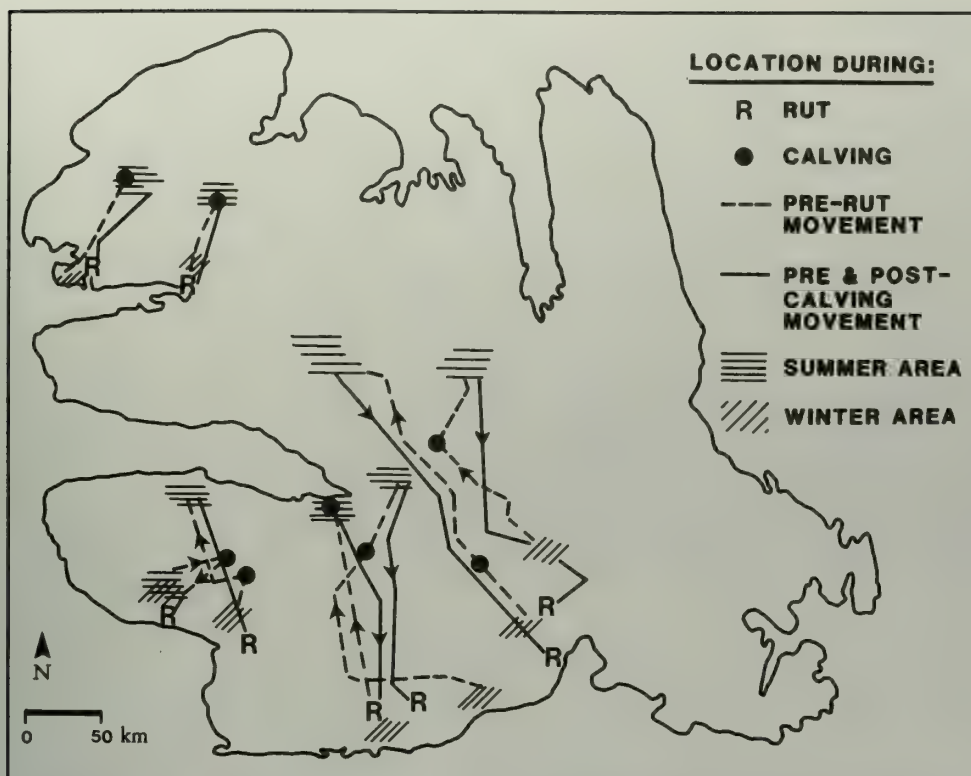 LOCATION DURING:
R RUT
CALVING
PRE-RUT
MOVEMENT
PRE & POST-
CALVING
MOVEMENT
SUMMER AREA
WINTER AREA
R
R
R
R
R
R
R
R
N
0 50 km